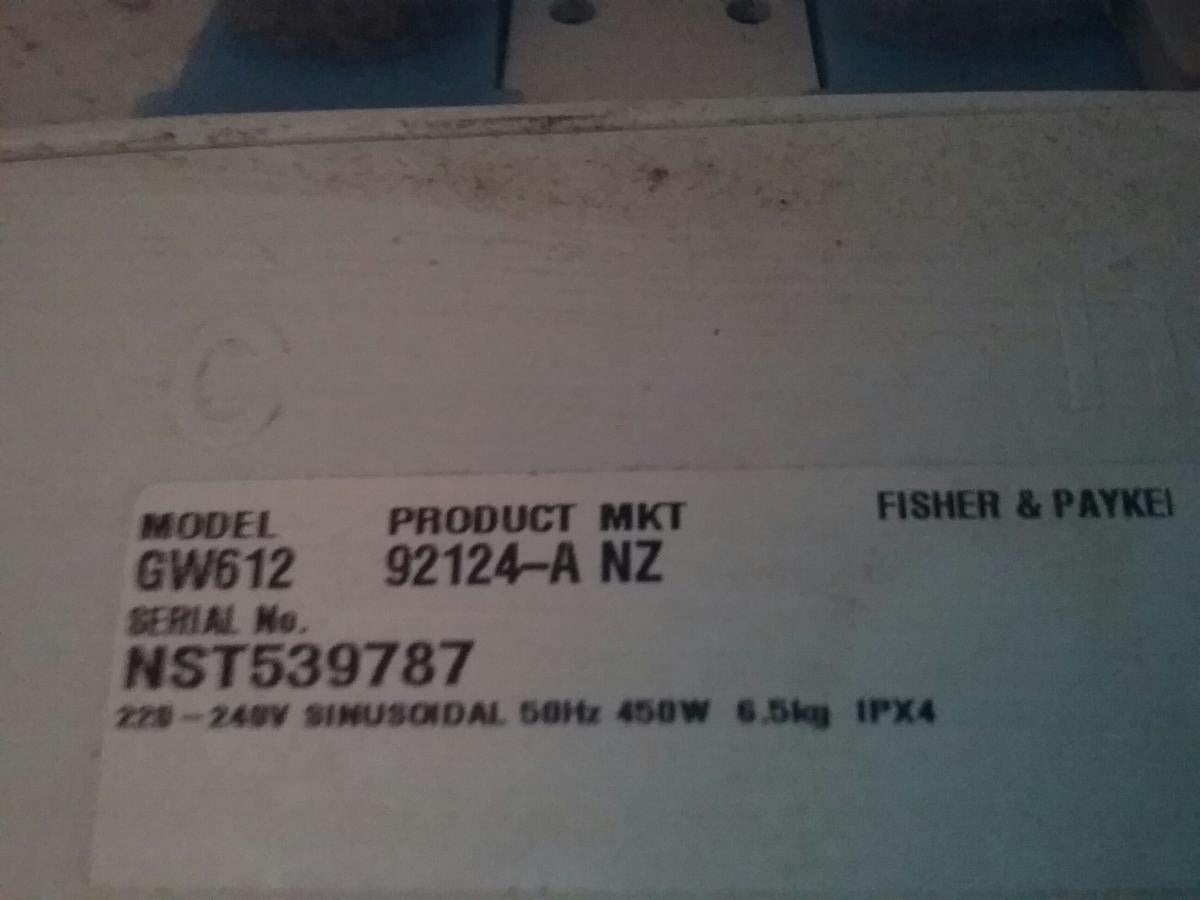 C H
MODEL PRODUCT MKT FISHER & PAYKEL
GW612 92124-A NZ
SERIAL No.
NST539787
220-240V SINUSOIDAL 50Hz 450W 6.5kg IPX4